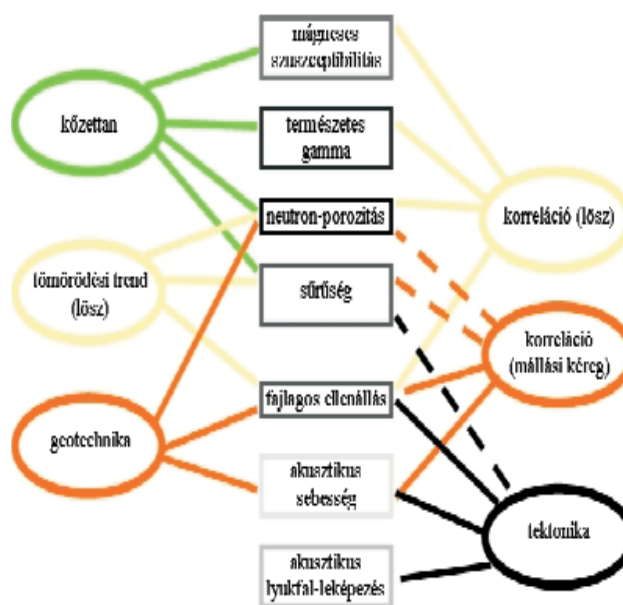 mágneses
szuszeptibilitás
kőzettan
természetes
gamma
neutron-porozitás
korreláció (lösz)
tömörödési trend
(lösz)
sűrűség
korreláció
(mállási kéreg)
fajlagos ellenállás
geotechnika
akusztikus
sebesség
tektonika
akusztikus
lyukfal-leképezés